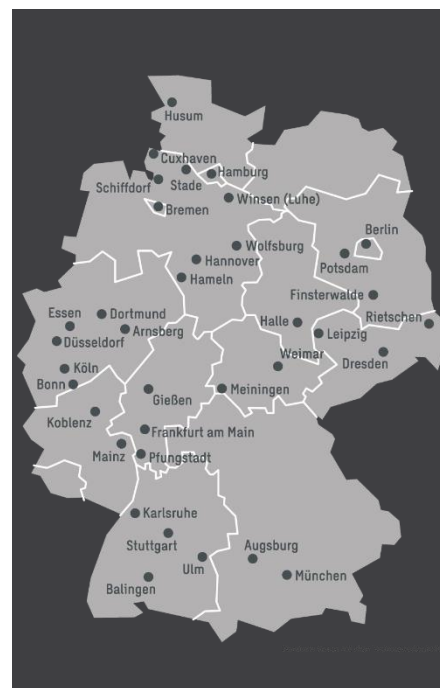 Husum
Cuxhaven
Hamburg
Stade
Schiffdorf
Winsen (Luhe)
Bremen
Berlin
Wolfsburg
Potsdam
Hannover
Hameln
Finsterwalde
Essen
Dortmund
Rietschen
Halle
Leipzig
Arnsberg
Düsseldorf
Weimar
Dresden
Köln
Bonn
Gießen
Meiningen
Koblenz
Frankfurt am Main
Mainz
Pfungstadt
Karlsruhe
Stuttgart
Augsburg
Ulm
München
Balingen